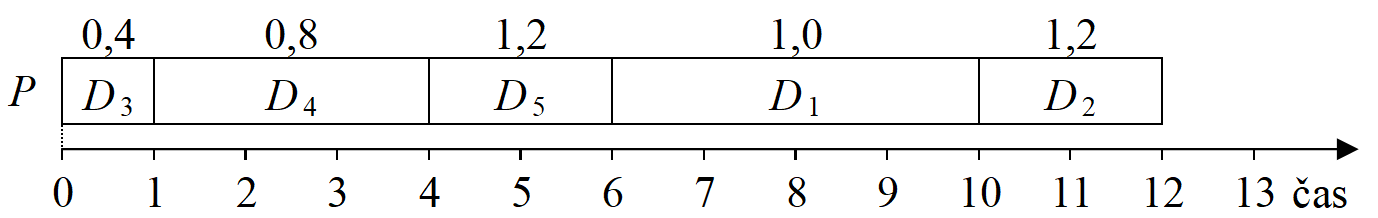 0,4 0,8 1,2 1,0 1,2
P D₃ D₄ D₅ D₁ D₂
0 1 2 3 4 5 6 7 8 9 10 11 12 13 čas